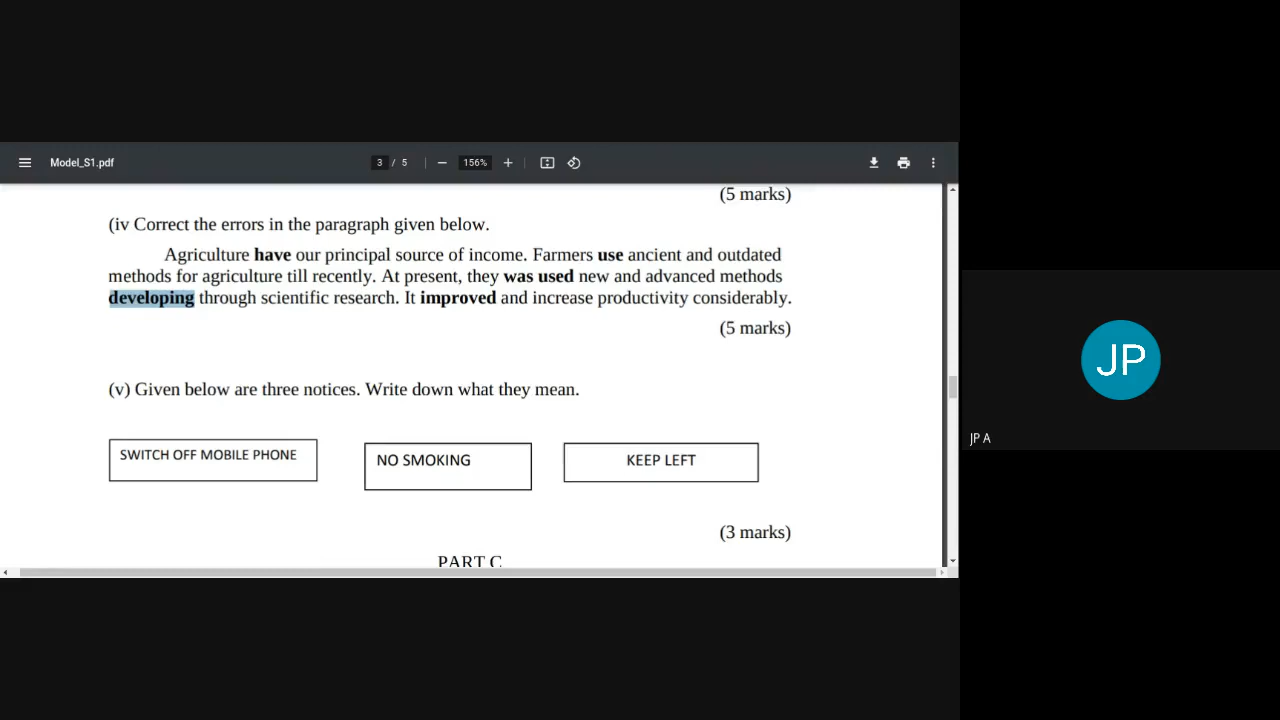 Model_S1.pdf
3 / 5
156%
(5 marks)
(iv Correct the errors in the paragraph given below.
Agriculture have our principal source of income. Farmers use ancient and outdated
methods for agriculture till recently. At present, they was used new and advanced methods
developing through scientific research. It improved and increase productivity considerably.
(5 marks)
(v) Given below are three notices. Write down what they mean.
SWITCH OFF MOBILE PHONE
NO SMOKING
KEEP LEFT
(3 marks)
PART C
JP
JP A